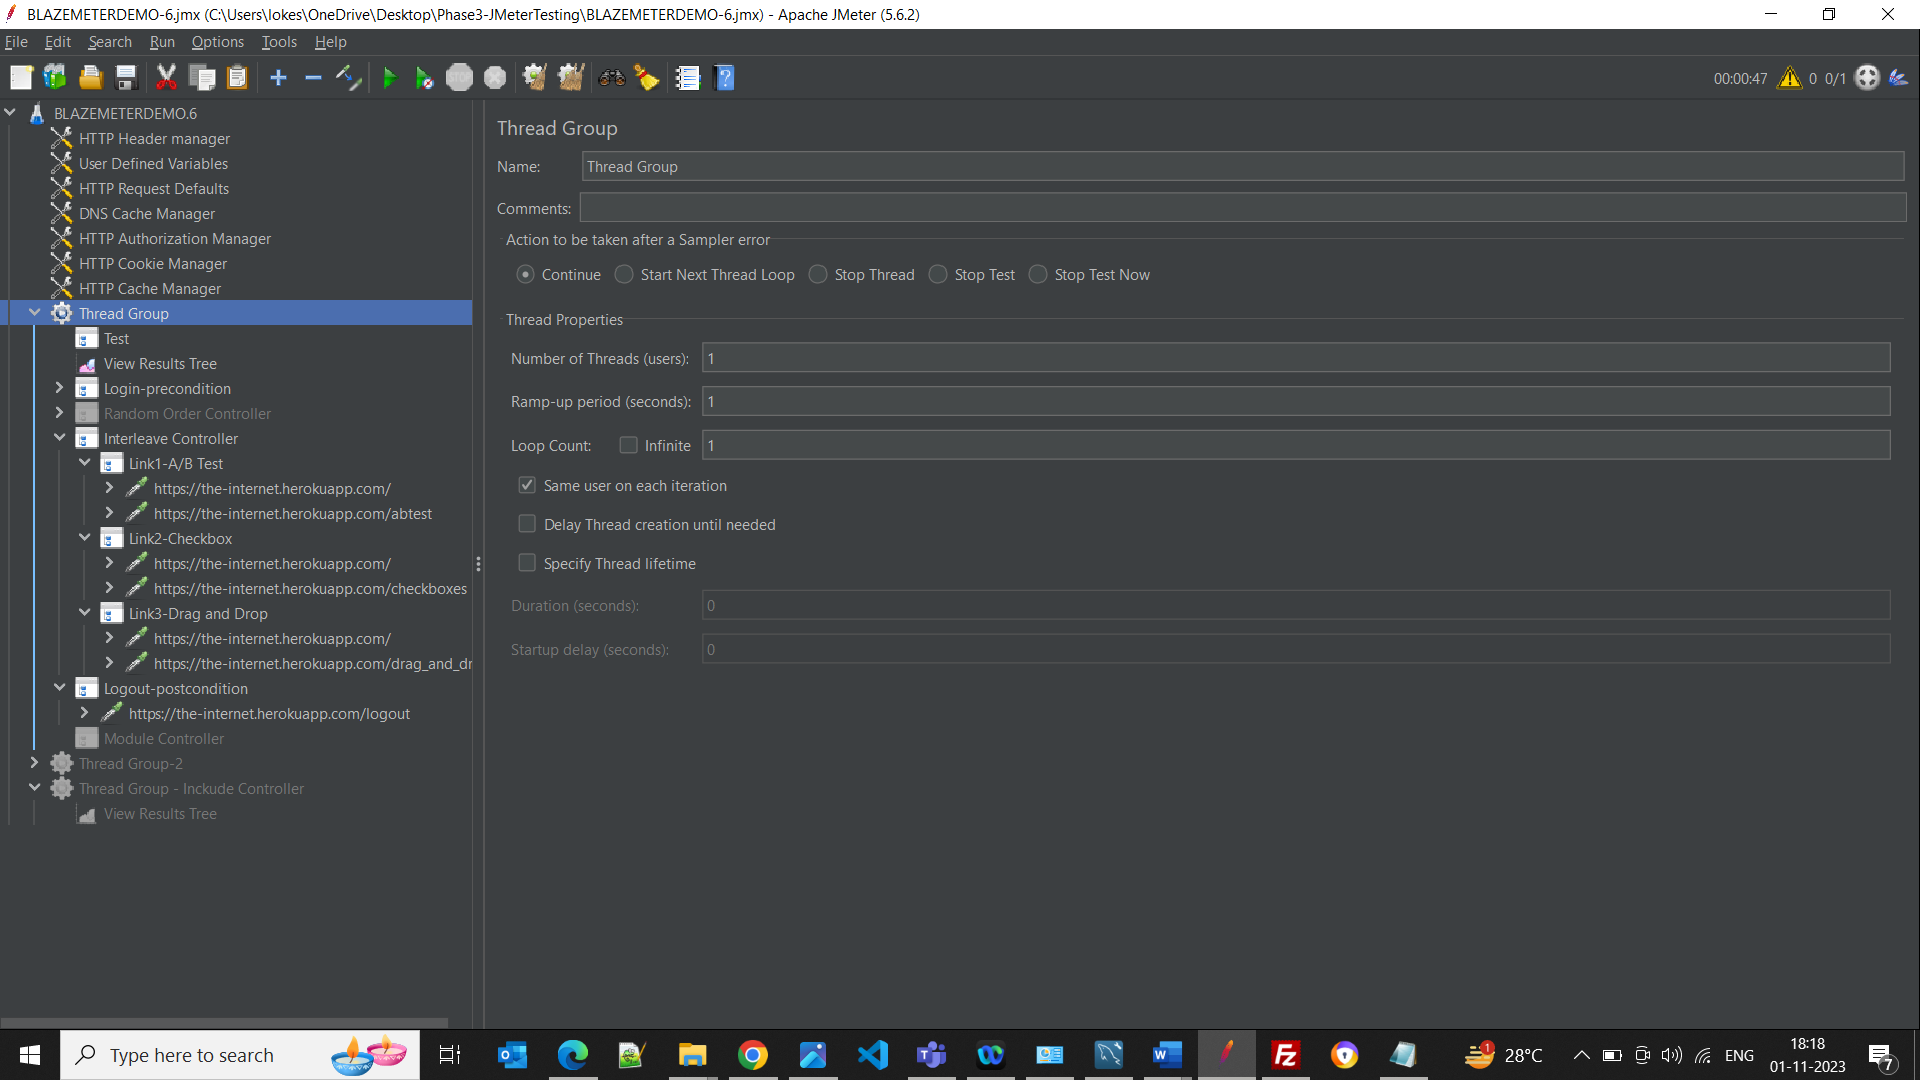 BLAZEMETERDEMO-6.jmx (C:\Users\lokes\OneDrive\Desktop\Phase3-JMeterTesting\BLAZEMETERDEMO-6.jmx) - Apache JMeter (5.6.2)
File Edit Search Run Options Tools Help
STOP
00:00:47 0 0/1
BLAZEMETERDEMO.6
HTTP Header manager
User Defined Variables
HTTP Request Defaults
DNS Cache Manager
HTTP Authorization Manager
HTTP Cookie Manager
HTTP Cache Manager
Thread Group
Test
View Results Tree
Login-precondition
Random Order Controller
Interleave Controller
Link1-A/B Test
https://the-internet.herokuapp.com/
https://the-internet.herokuapp.com/abtest
Link2-Checkbox
https://the-internet.herokuapp.com/
https://the-internet.herokuapp.com/checkboxes
Link3-Drag and Drop
https://the-internet.herokuapp.com/
https://the-internet.herokuapp.com/drag_and_dr
Logout-postcondition
https://the-internet.herokuapp.com/logout
Module Controller
Thread Group-2
Thread Group - Inckude Controller
View Results Tree
Thread Group
Name: Thread Group
Comments:
Action to be taken after a Sampler error
Continue Start Next Thread Loop Stop Thread Stop Test Stop Test Now
Thread Properties
Number of Threads (users): 1
Ramp-up period (seconds): 1
Loop Count: Infinite 1
Same user on each iteration
Delay Thread creation until needed
Specify Thread lifetime
Duration (seconds): 0
Startup delay (seconds): 0
Type here to search
1 28°C
ENG
18:18
01-11-2023
7